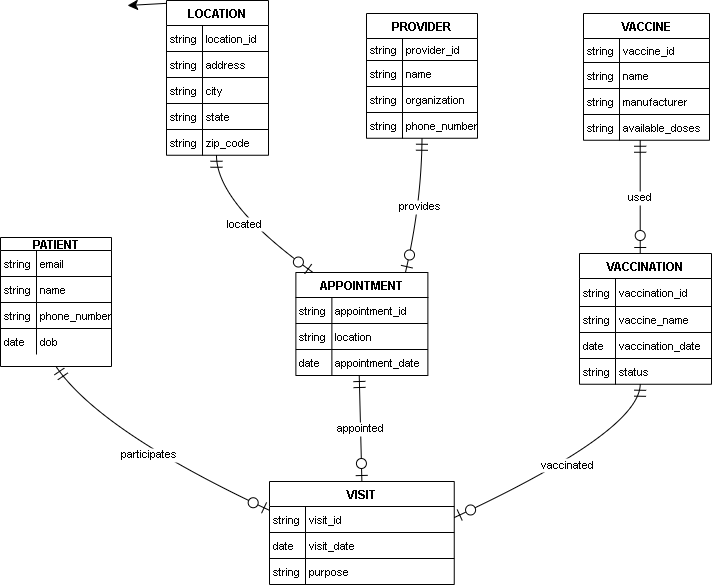 LOCATION
string location_id
string address
string city
string state
string zip_code
PROVIDER
string provider_id
string name
string organization
string phone_number
VACCINE
string vaccine_id
string name
string manufacturer
string available_doses
located
provides
used
PATIENT
string email
string name
string phone_number
date dob
APPOINTMENT
string appointment_id
string location
date appointment_date
VACCINATION
string vaccination_id
string vaccine_name
date vaccination_date
string status
participates
appointed
vaccinated
VISIT
string visit_id
date visit_date
string purpose